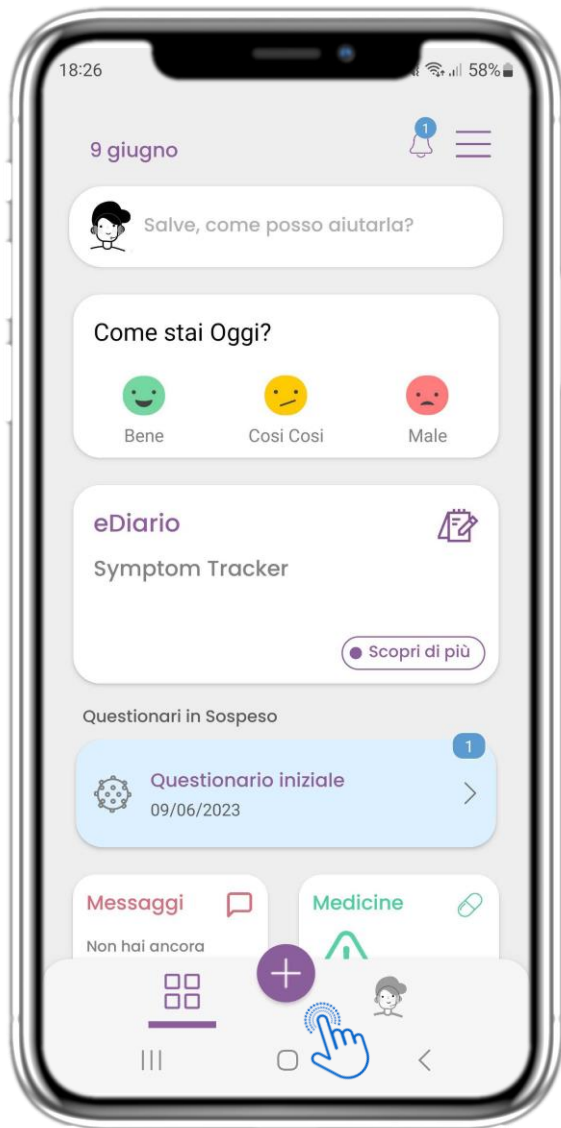 18:26
58%
9 giugno
1
Salve, come posso aiutarla?
Come stai Oggi?
Bene
Cosi Cosi
Male
eDiario
Symptom Tracker
Scopri di più
Questionari in Sospeso
1
Questionario iniziale
09/06/2023
Messaggi
Medicine
Non hai ancora